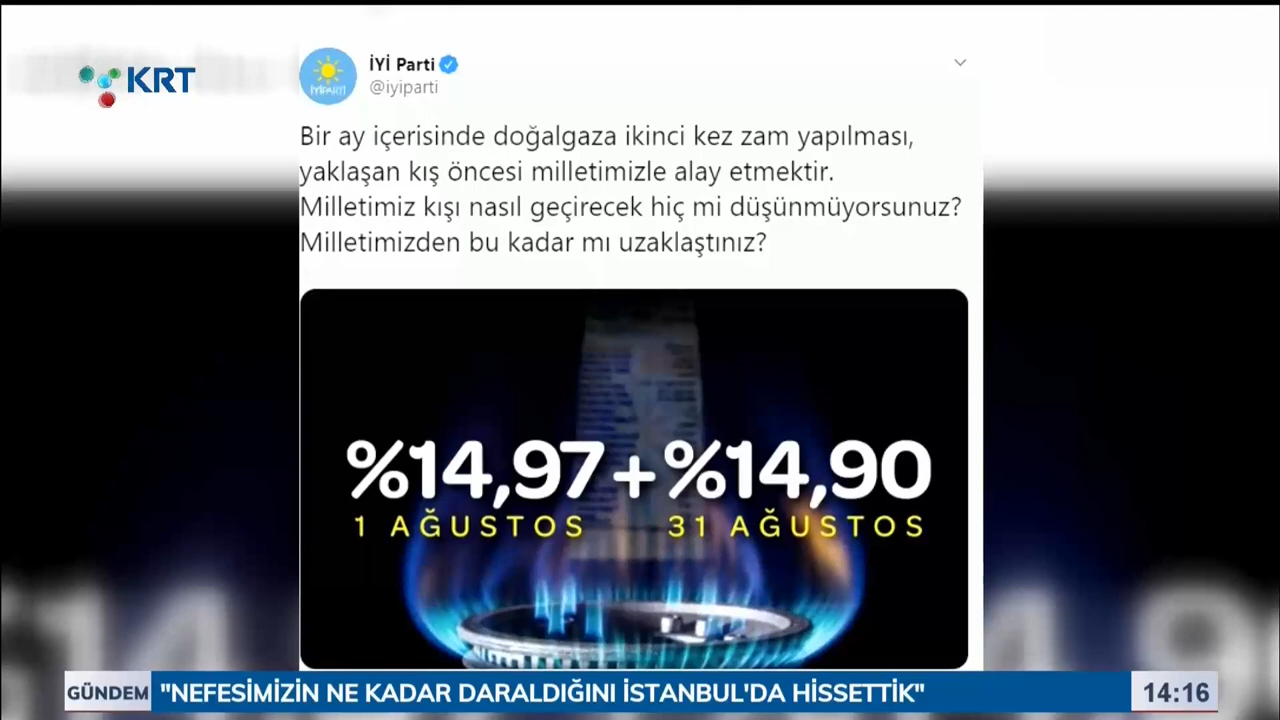 KRT
İYİ Parti
@iyiparti
İYİPARTİ
Bir ay içerisinde doğalgaza ikinci kez zam yapılması,
yaklaşan kış öncesi milletimizle alay etmektir.
Milletimiz kışı nasıl geçirecek hiç mi düşünmüyorsunuz?
Milletimizden bu kadar mı uzaklaştınız?
%14,97+%14,90
1 AĞUSTOS 31 AĞUSTOS
GÜNDEM "NEFESİMİZİN NE KADAR DARALDIĞINI İSTANBUL'DA HİSSETTİK" 14:16